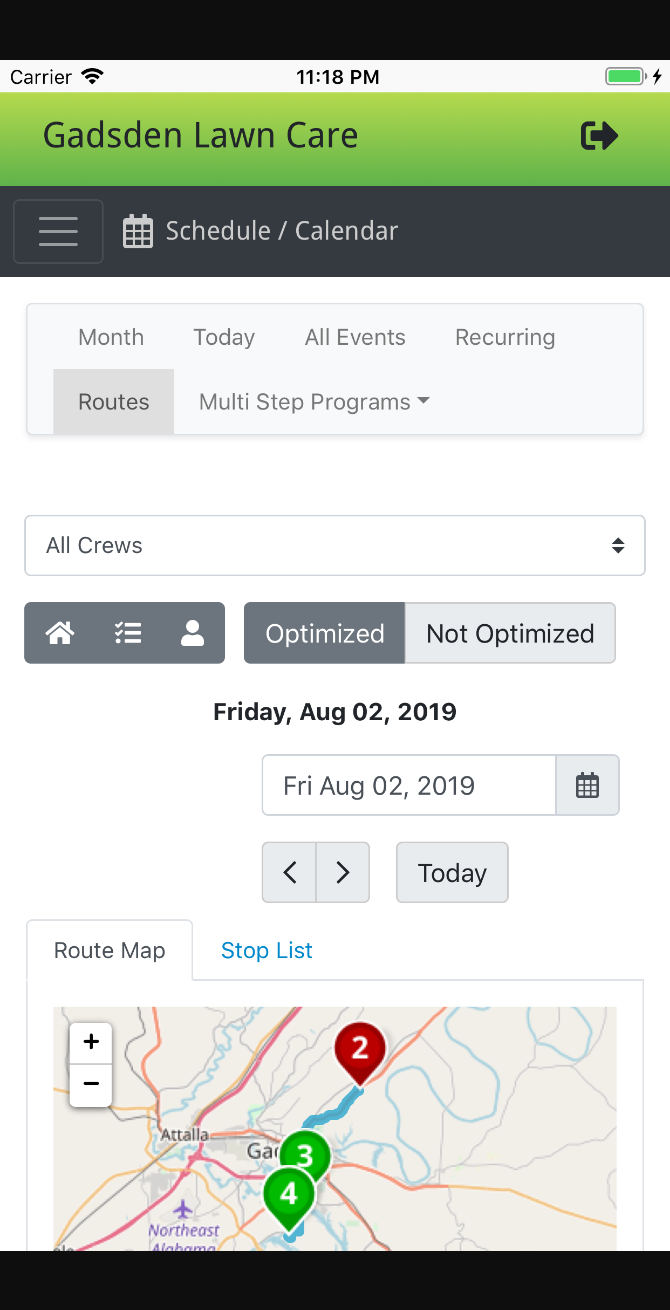 Carrier 11:18 PM
Gadsden Lawn Care
Schedule / Calendar
Month Today All Events Recurring
Routes Multi Step Programs
All Crews
Optimized Not Optimized
Friday, Aug 02, 2019
Fri Aug 02, 2019
Today
Route Map Stop List
+
2
−
Attalla
Gad
3
4
Northeast
Alabama